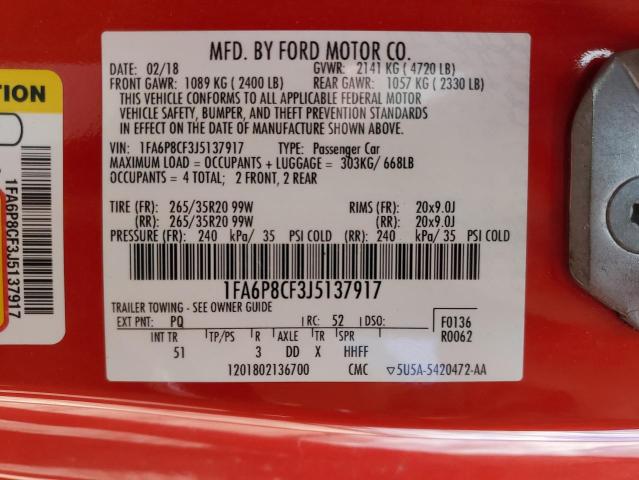 MFD. BY FORD MOTOR CO.
DATE: 02/18 GVWR: 2141 KG ( 4720 LB)
FRONT GAWR: 1089 KG ( 2400 LB) REAR GAWR: 1057 KG ( 2330 LB)
THIS VEHICLE CONFORMS TO ALL APPLICABLE FEDERAL MOTOR
VEHICLE SAFETY, BUMPER, AND THEFT PREVENTION STANDARDS
IN EFFECT ON THE DATE OF MANUFACTURE SHOWN ABOVE.
VIN: 1FA6P8CF3J5137917 TYPE: Passenger Car
MAXIMUM LOAD = OCCUPANTS + LUGGAGE = 303KG/ 668LB
OCCUPANTS = 4 TOTAL; 2 FRONT, 2 REAR
TIRE (FR): 265/35R20 99W RIMS (FR): 20x9.0J
(RR): 265/35R20 99W (RR): 20x9.0J
PRESSURE (FR): 240 kPa/ 35 PSI COLD (RR): 240 kPa/ 35 PSI COLD
1FA6P8CF3J5137917
TRAILER TOWING - SEE OWNER GUIDE
EXT PNT: PQ RC: 52 DSO: F0136
INT TR TP/PS R AXLE TR SPR R0062
51 3 DD X HHFF
1201802136700 CMC ▽5U5A-5420472-AA
TION
1FA6P8CF3J5137917